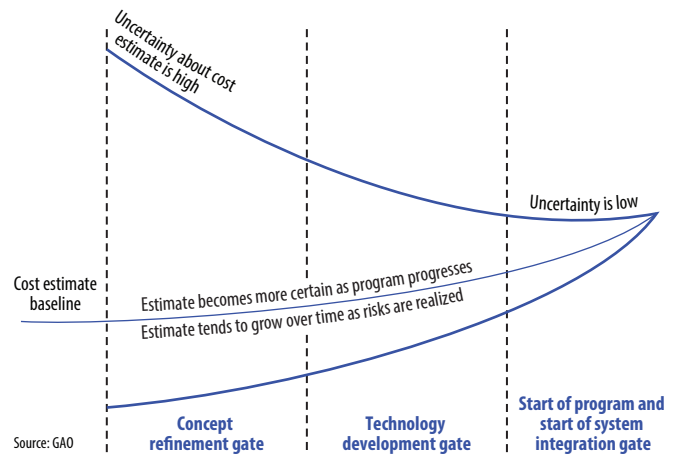 Uncertainty about cost
estimate is high
Uncertainty is low
Cost estimate
baseline
Estimate becomes more certain as program progresses
Estimate tends to grow over time as risks are realized
Concept
refinement gate
Technology
development gate
Start of program and
start of system
integration gate
Source: GAO